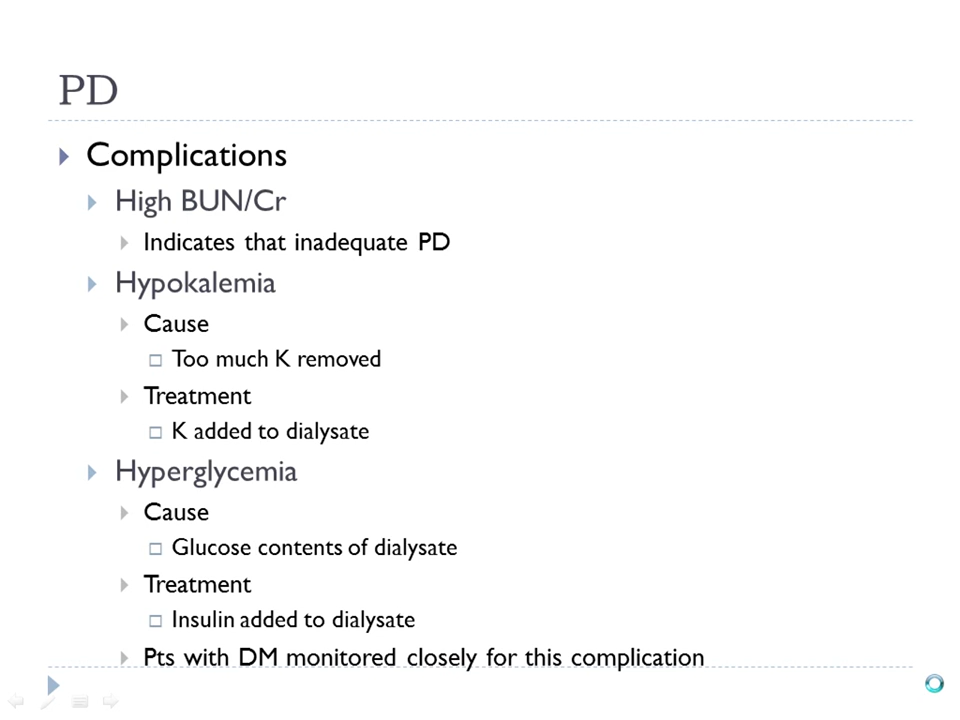 PD
Complications
High BUN/Cr
Indicates that inadequate PD
Hypokalemia
Cause
Too much K removed
Treatment
K added to dialysate
Hyperglycemia
Cause
Glucose contents of dialysate
Treatment
Insulin added to dialysate
Pts with DM monitored closely for this complication